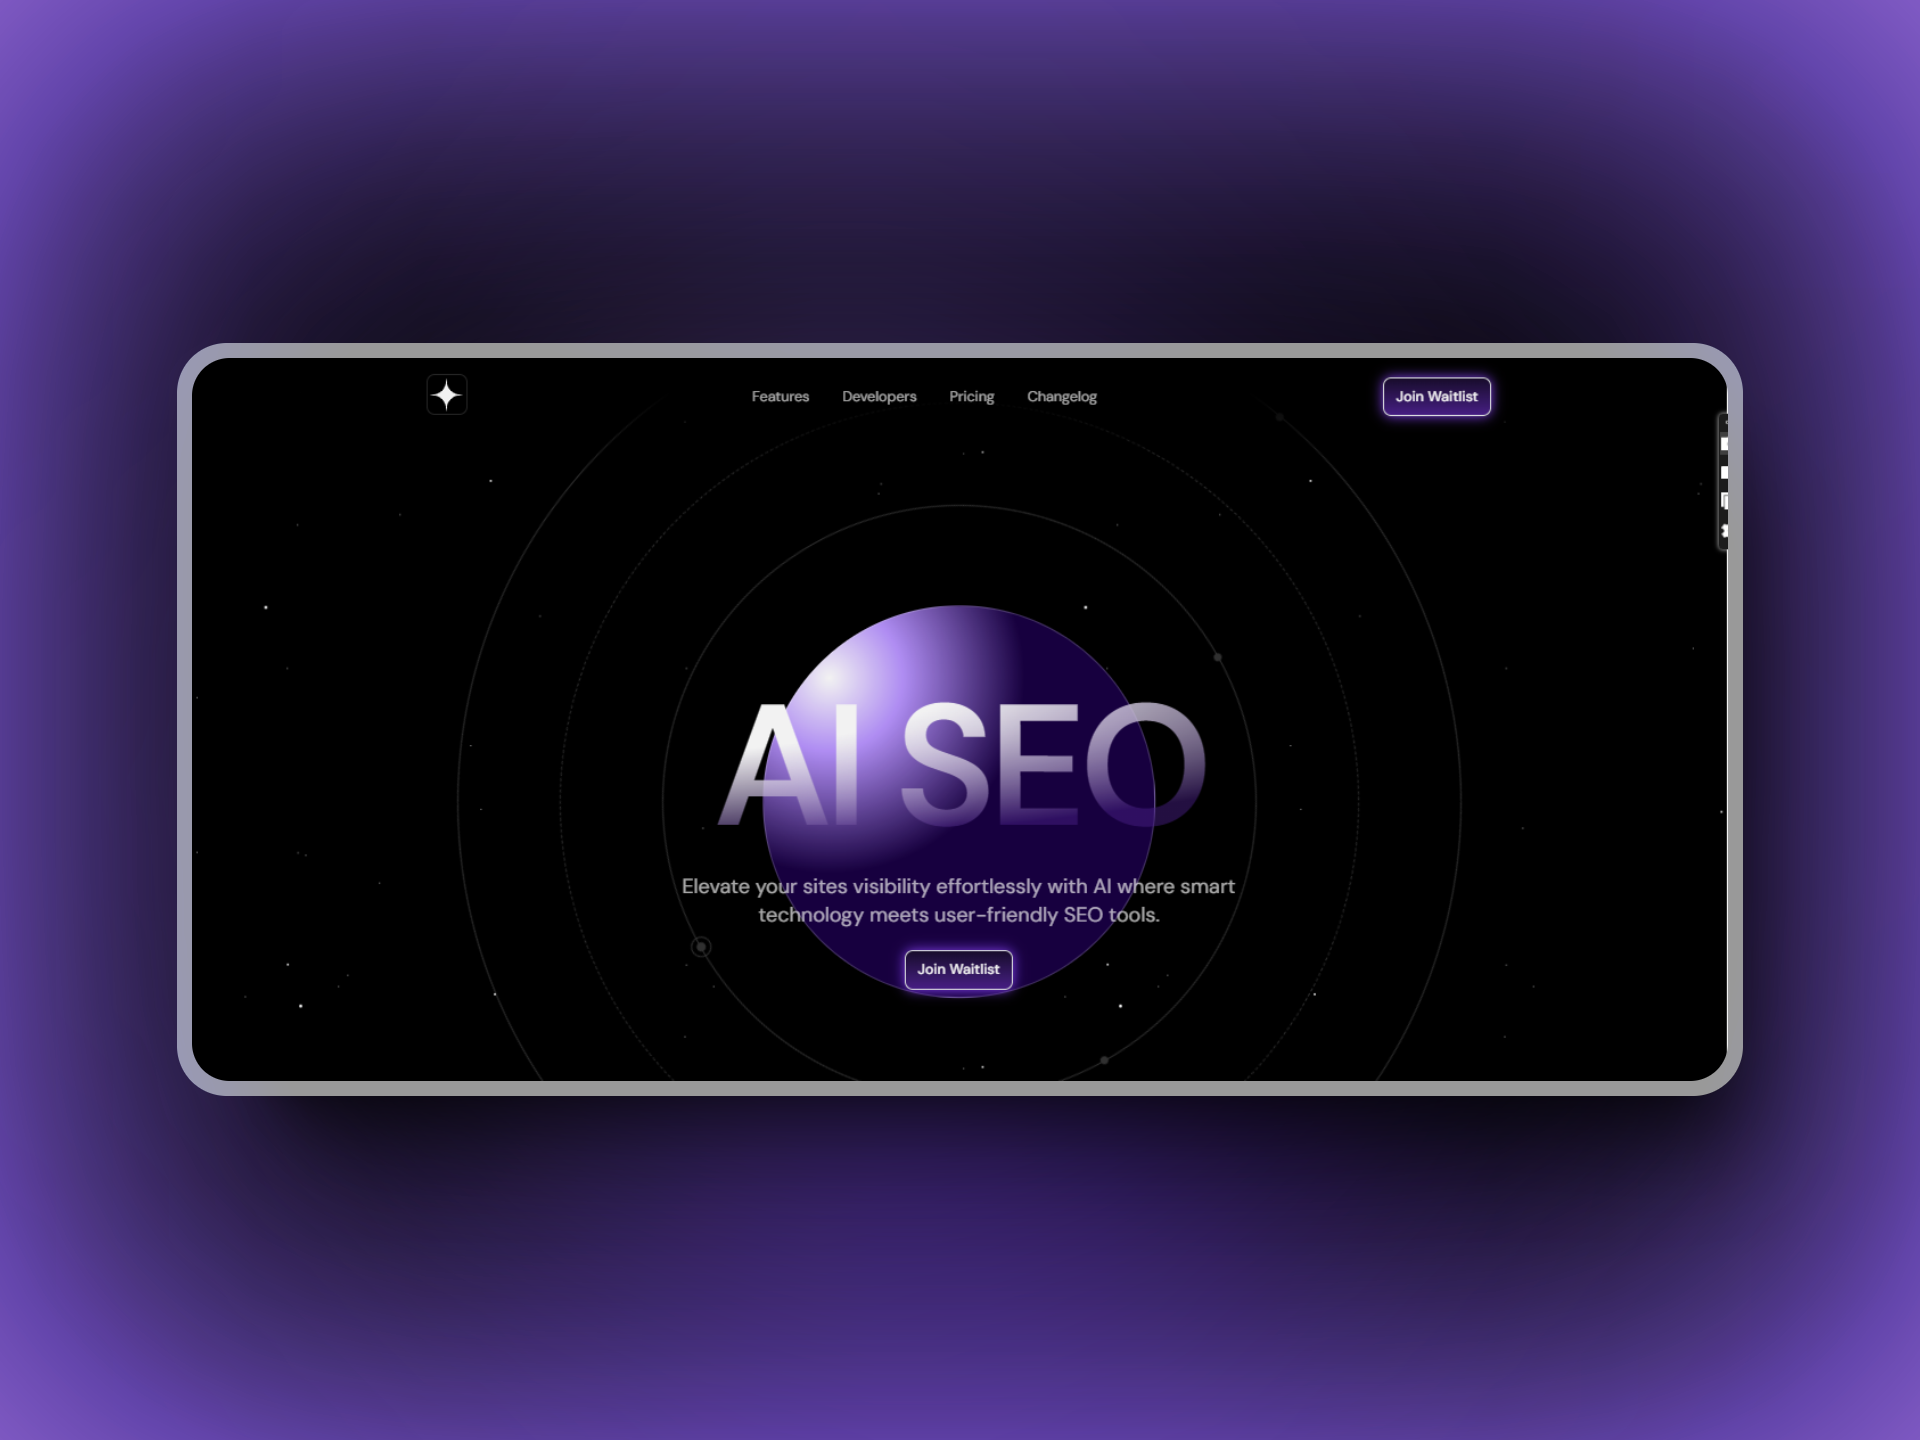 Features
Developers
Pricing
Changelog
Join Waitlist
AI SEO
Elevate your sites visibility effortlessly with AI where smart
technology meets user-friendly SEO tools.
Join Waitlist